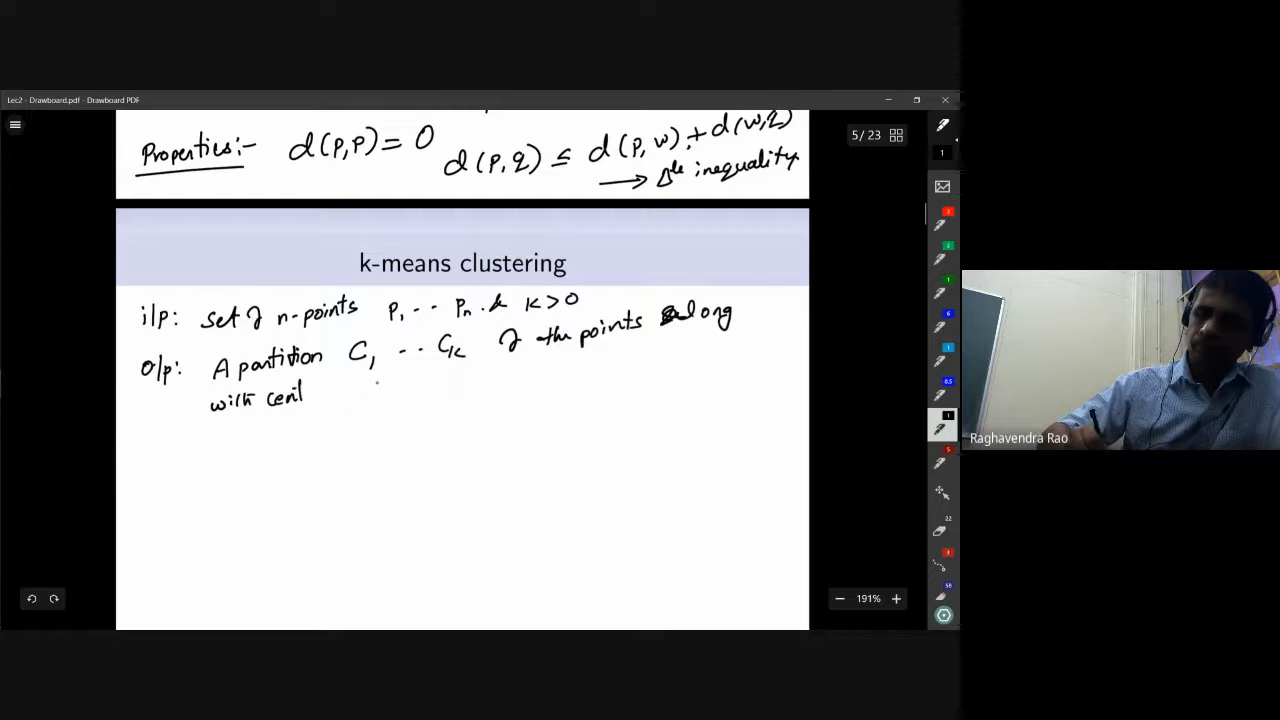 Lec2 - Drawboard.pdf - Drawboard PDF
Properties:- d(P,P) = 0 d(P,q) ≤ d(P,w) + d(w,q)
→ Δle inequality
5 / 23
k-means clustering
i/p: set of n-points P1 .. Pn & k > 0
o/p: A partition C1 .. Ck of the points along
with cent
Raghavendra Rao
191%